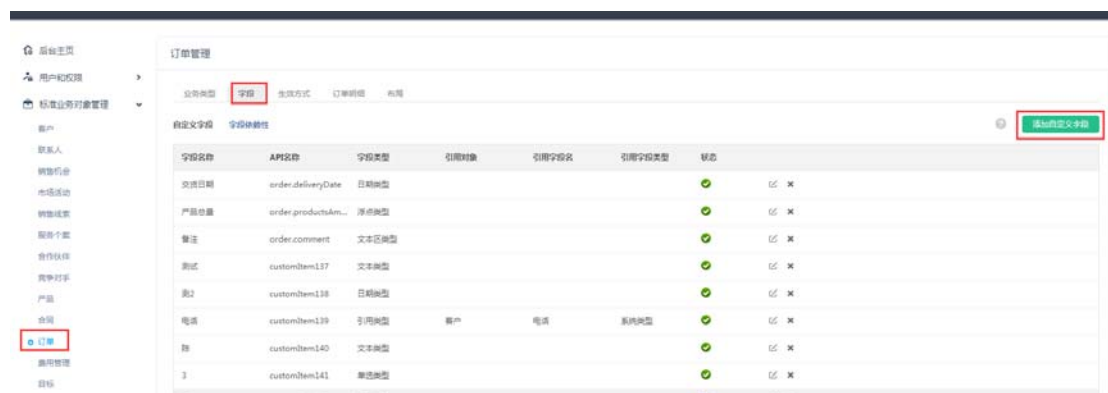 后台主页
订单管理
用户和权限
标准业务对象管理
业务类型 字段 生效方式 订单明细 布局
自定义字段 字段依赖性 添加自定义字段
客户
联系人
销售机会
市场活动
销售线索
服务个案
合作伙伴
竞争对手
产品
合同
订单
费用管理
目标
字段名称 API名称 字段类型 引用对象 引用字段名 引用字段类型 状态
交货日期 order.deliveryDate 日期类型
产品总量 order.productsAm... 浮点类型
备注 order.comment 文本区类型
测试 customItem137 文本类型
测2 customItem138 日期类型
电话 customItem139 引用类型 客户 电话 系统类型
陈 customItem140 文本类型
3 customItem141 单选类型